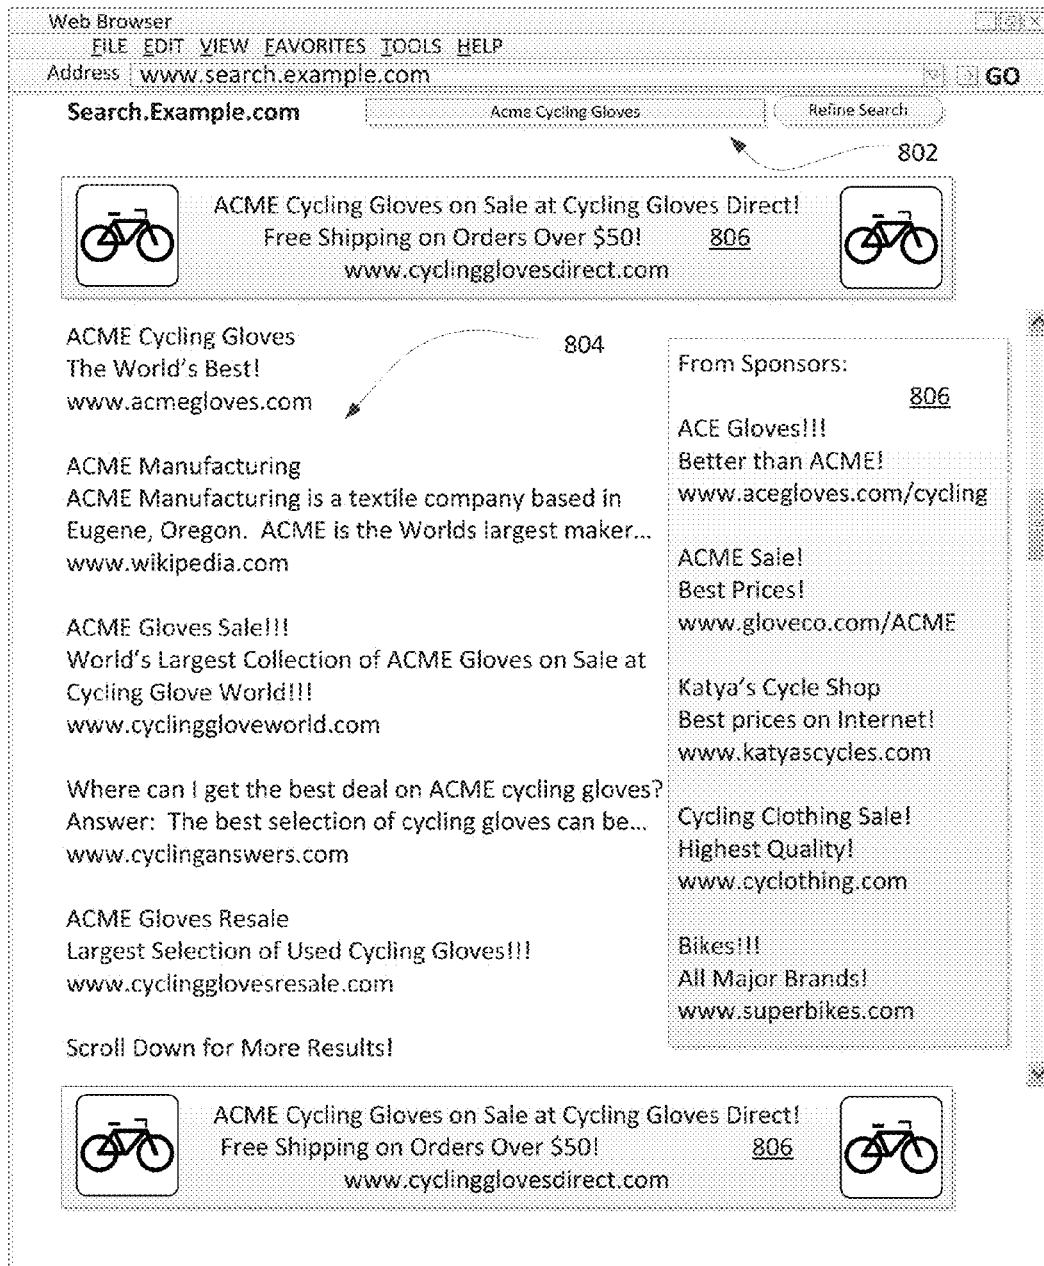 Web Browser
FILE EDIT VIEW FAVORITES TOOLS HELP
Address www.search.example.com GO
Search.Example.com Acme Cycling Gloves Refine Search
802
ACME Cycling Gloves on Sale at Cycling Gloves Direct!
Free Shipping on Orders Over $50! 806
www.cyclingglovesdirect.com
ACME Cycling Gloves
The World's Best!
www.acmegloves.com
804
ACME Manufacturing
ACME Manufacturing is a textile company based in
Eugene, Oregon. ACME is the Worlds largest maker...
www.wikipedia.com
ACME Gloves Sale!!!
World's Largest Collection of ACME Gloves on Sale at
Cycling Glove World!!!
www.cyclinggloveworld.com
Where can I get the best deal on ACME cycling gloves?
Answer: The best selection of cycling gloves can be...
www.cyclinganswers.com
ACME Gloves Resale
Largest Selection of Used Cycling Gloves!!!
www.cyclingglovesresale.com
Scroll Down for More Results!
From Sponsors:
806
ACE Gloves!!!
Better than ACME!
www.acegloves.com/cycling
ACME Sale!
Best Prices!
www.gloveco.com/ACME
Katya's Cycle Shop
Best prices on Internet!
www.katyascycles.com
Cycling Clothing Sale!
Highest Quality!
www.cyclothing.com
Bikes!!!
All Major Brands!
www.superbikes.com
ACME Cycling Gloves on Sale at Cycling Gloves Direct!
Free Shipping on Orders Over $50! 806
www.cyclingglovesdirect.com